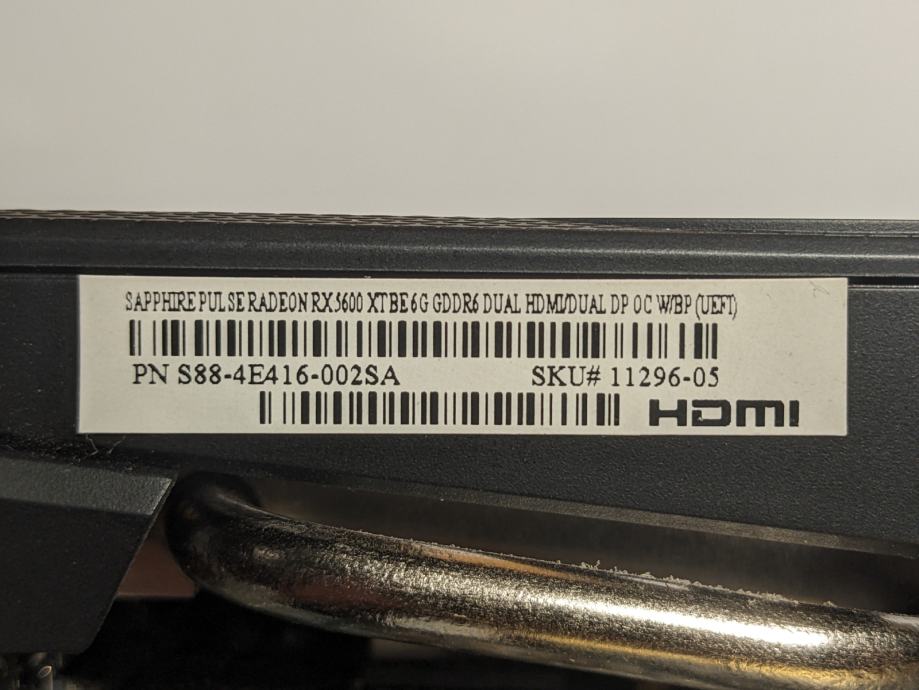 SAPPHIRE PULSE RADEON RX 5600 XT BE 6G GDDR6 DUAL HDMI/DUAL DP OC W/BP (UEFI)
PN S88-4E416-002SA SKU# 11296-05
HDMI